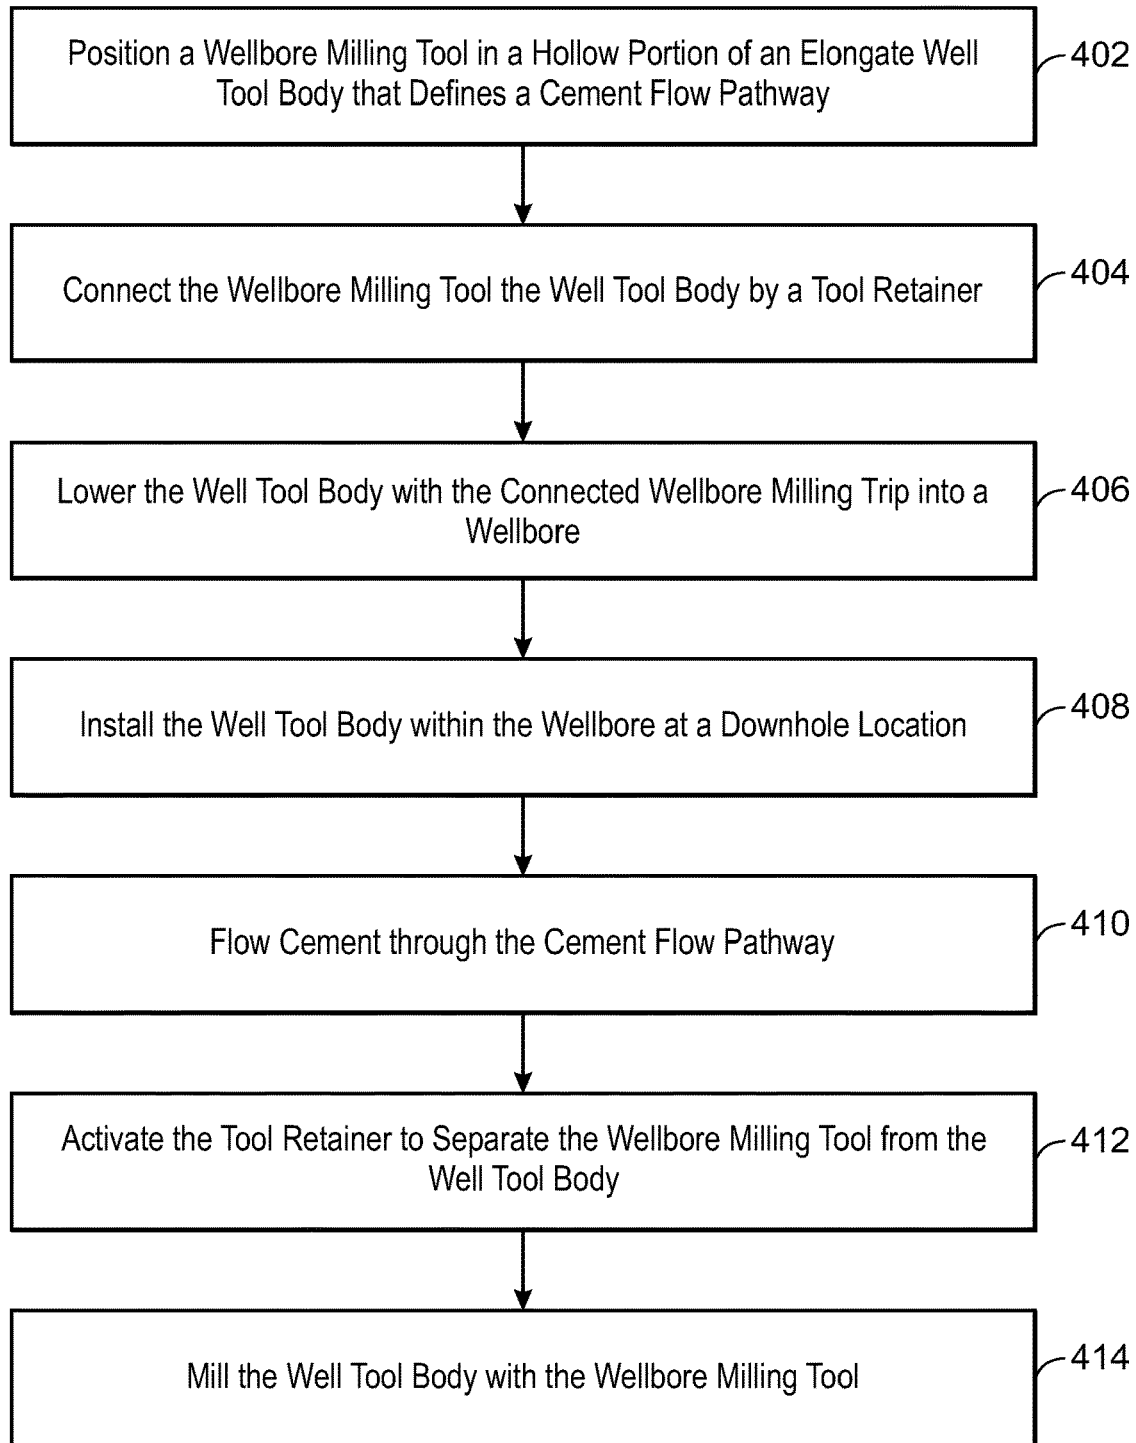 Position a Wellbore Milling Tool in a Hollow Portion of an Elongate Well
Tool Body that Defines a Cement Flow Pathway
402
Connect the Wellbore Milling Tool the Well Tool Body by a Tool Retainer
404
Lower the Well Tool Body with the Connected Wellbore Milling Trip into a
Wellbore
406
Install the Well Tool Body within the Wellbore at a Downhole Location
408
Flow Cement through the Cement Flow Pathway
410
Activate the Tool Retainer to Separate the Wellbore Milling Tool from the
Well Tool Body
412
Mill the Well Tool Body with the Wellbore Milling Tool
414